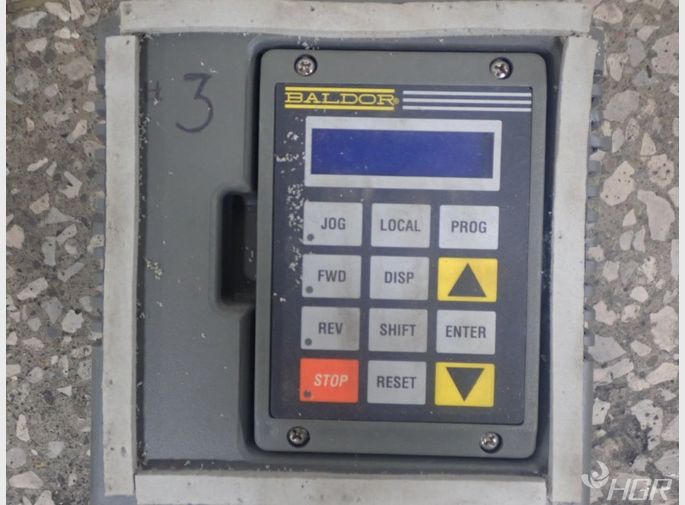 # 3
BALDOR®
JOG LOCAL PROG
FWD DISP
REV SHIFT ENTER
STOP RESET
HGR